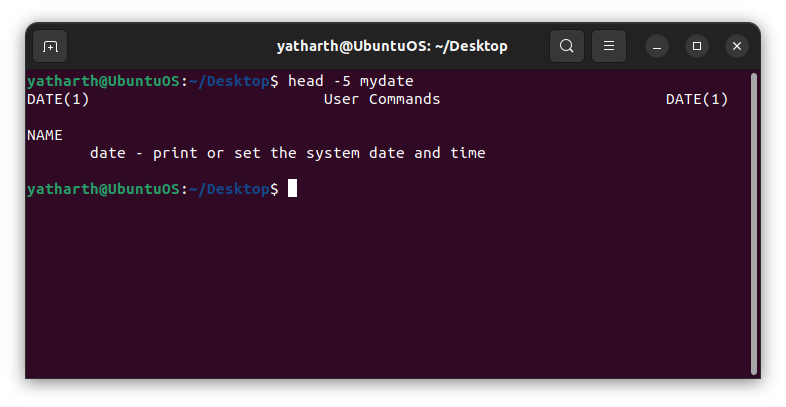 yatharth@UbuntuOS: ~/Desktop
yatharth@UbuntuOS:~/Desktop$ head -5 mydate
DATE(1) User Commands DATE(1)
NAME
date - print or set the system date and time
yatharth@UbuntuOS:~/Desktop$